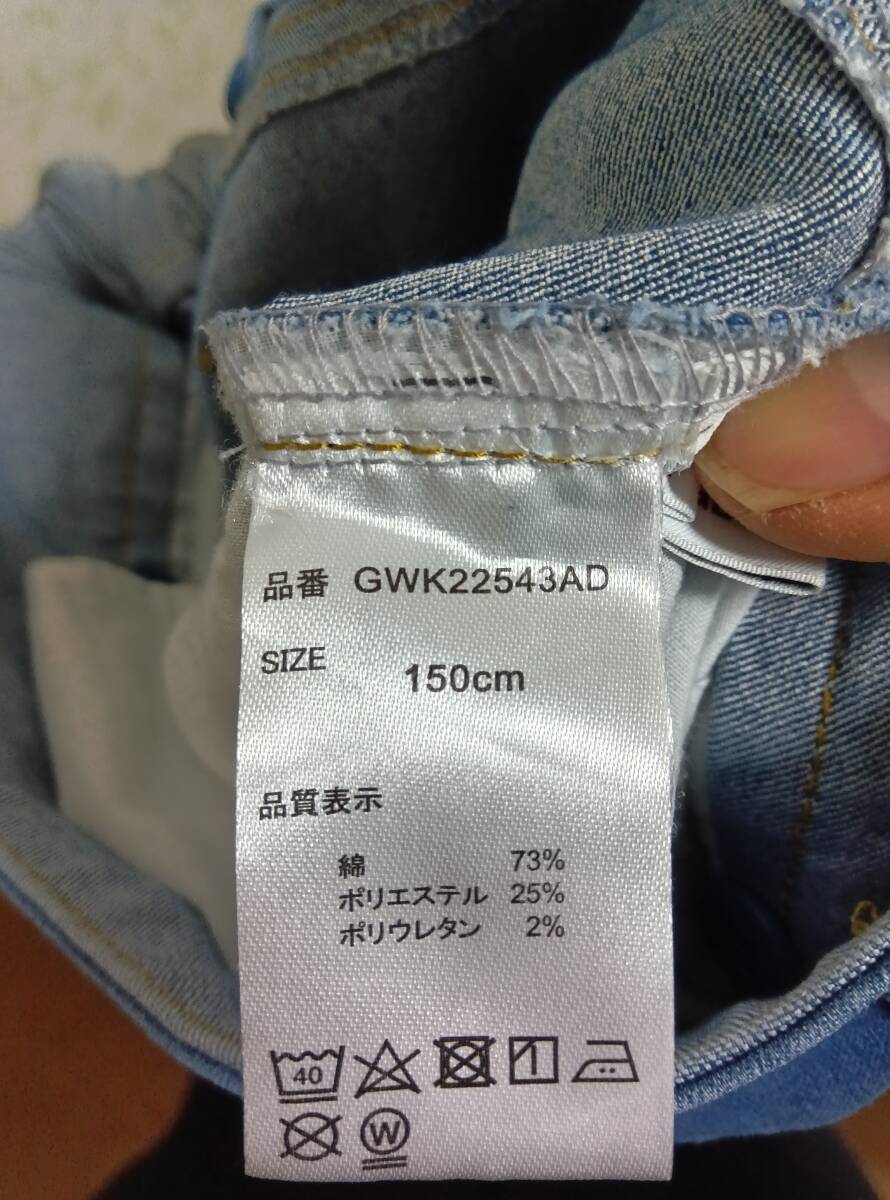 品番 GWK22543AD
SIZE 150cm
品質表示
綿 73%
ポリエステル 25%
ポリウレタン 2%
40
W